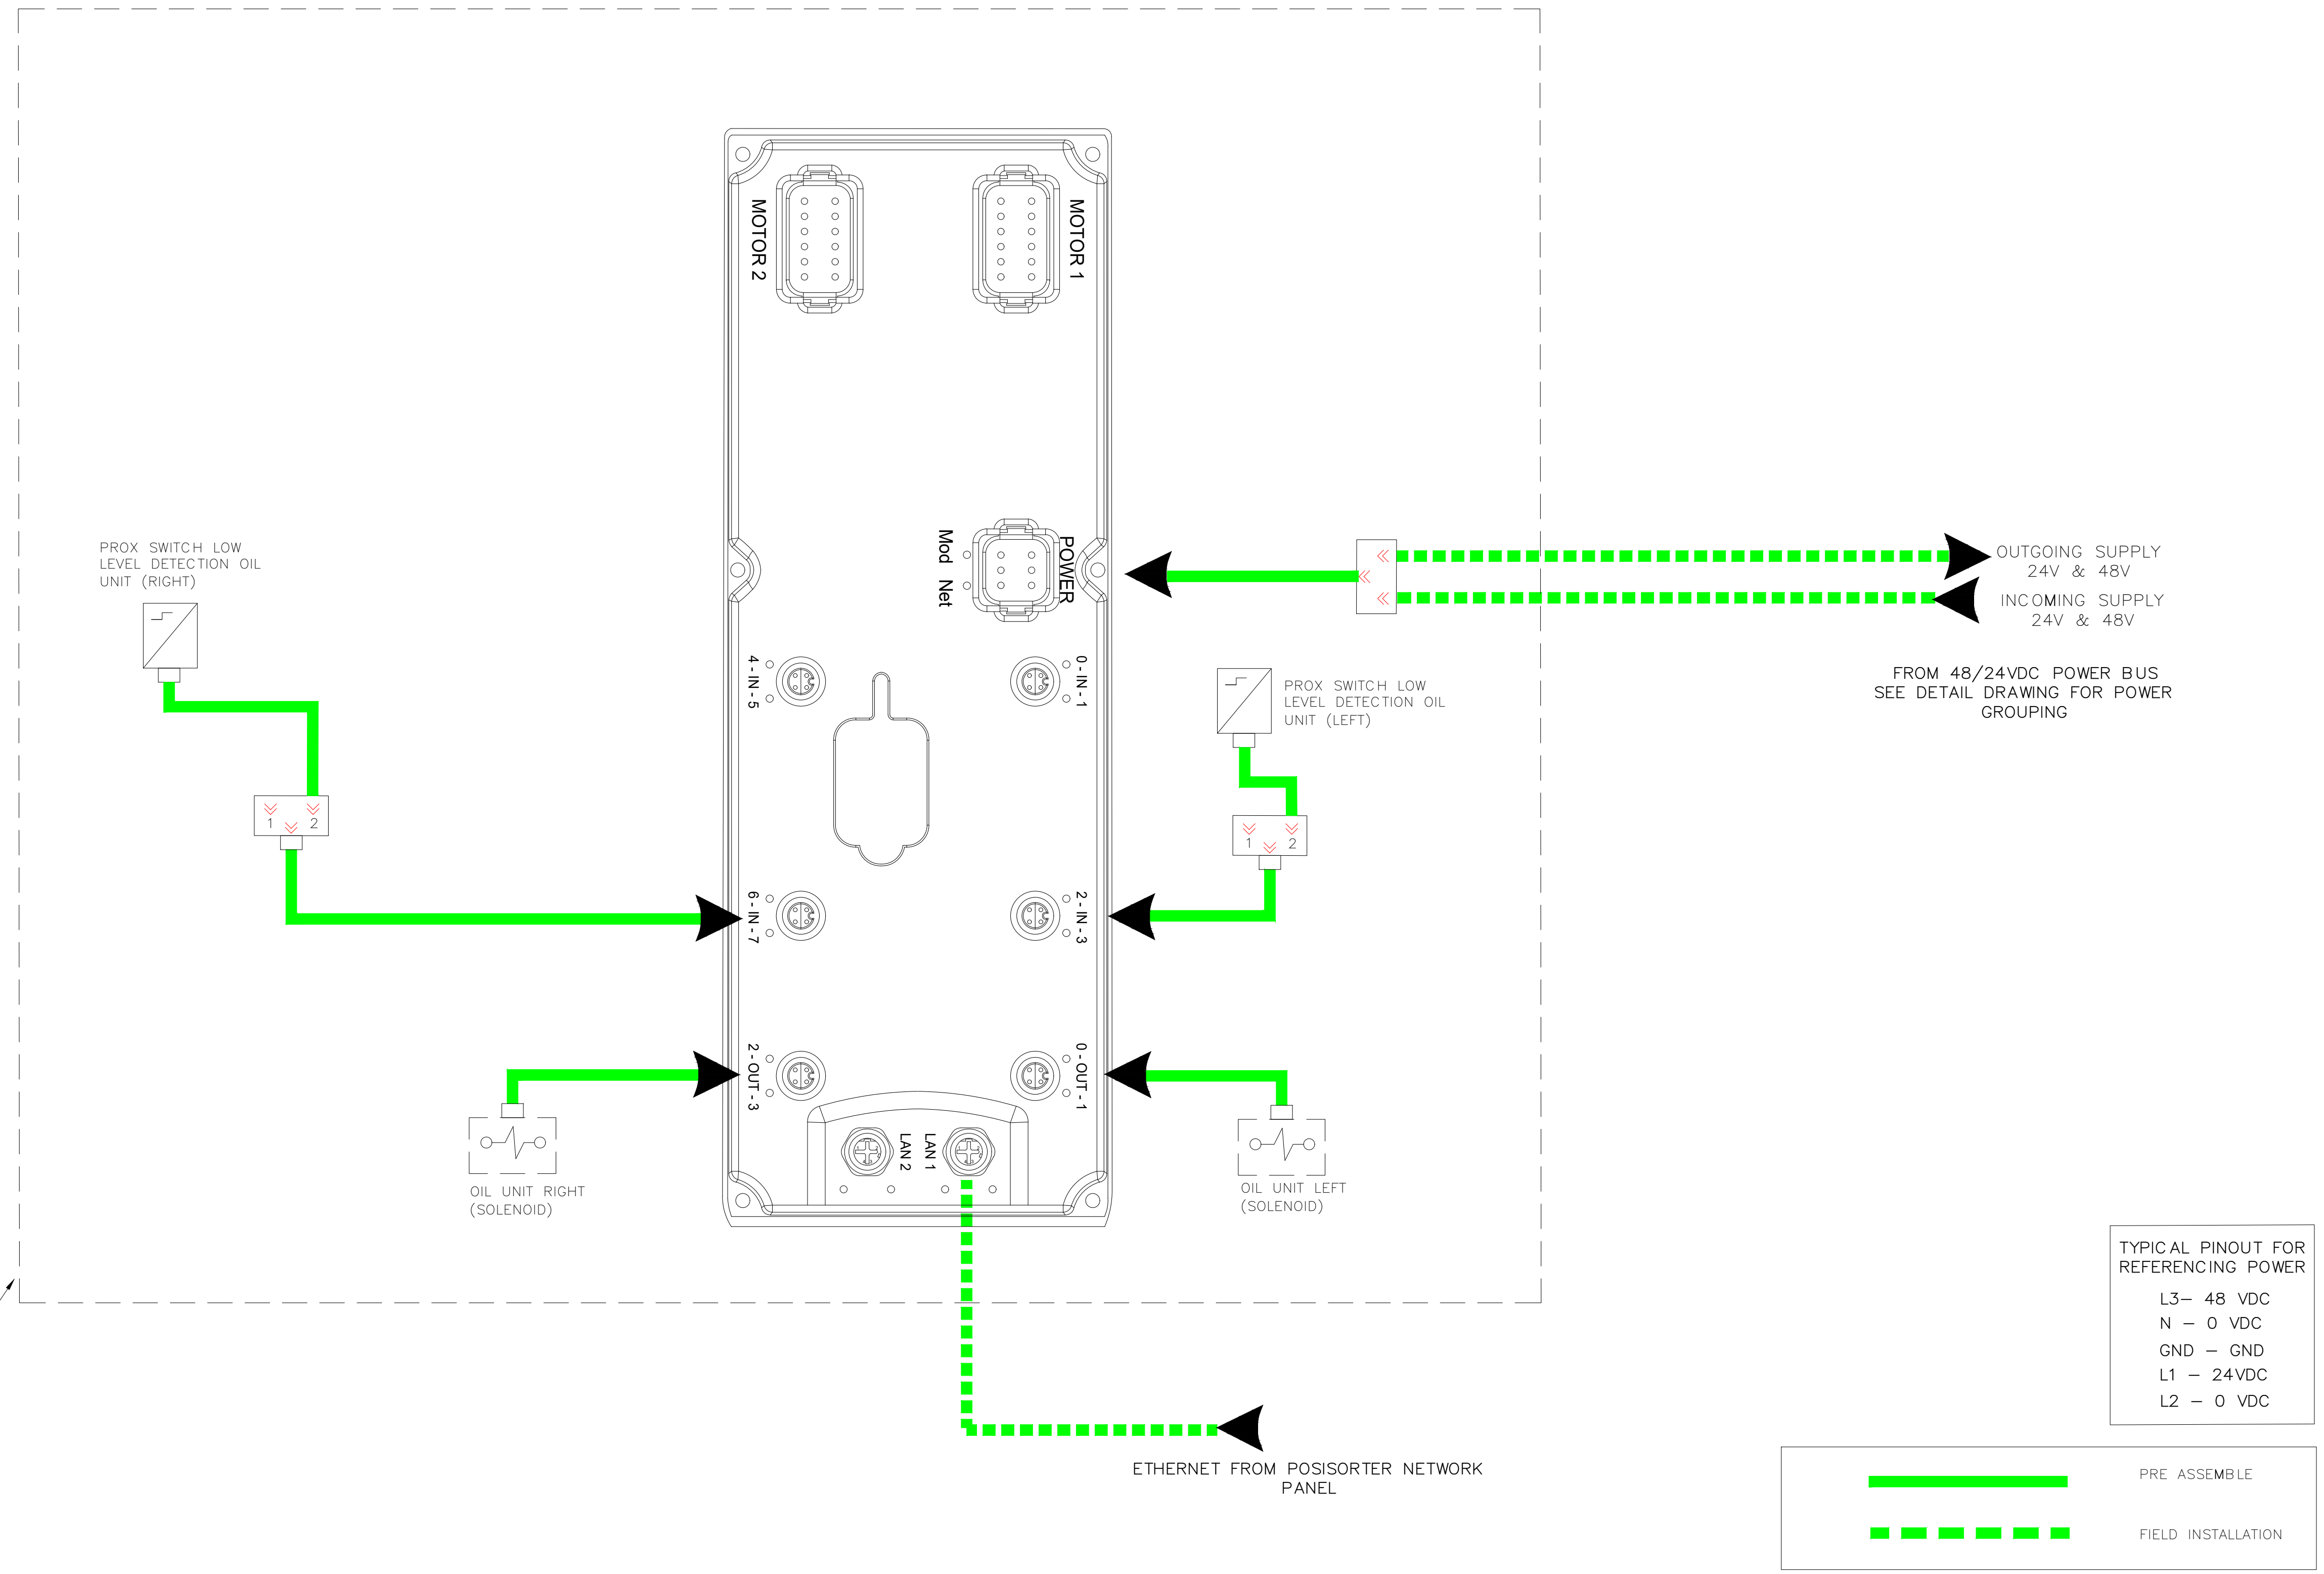 MOTOR 2
MOTOR 1
PROX SWITCH LOW
LEVEL DETECTION OIL
UNIT (RIGHT)
Mod Net
POWER
OUTGOING SUPPLY
24V & 48V
INCOMING SUPPLY
24V & 48V
FROM 48/24VDC POWER BUS
SEE DETAIL DRAWING FOR POWER
GROUPING
4-IN-5
0-IN-1
PROX SWITCH LOW
LEVEL DETECTION OIL
UNIT (LEFT)
1 2
1 2
6-IN-7
2-IN-3
2-OUT-3
0-OUT-1
LAN 2
LAN 1
OIL UNIT RIGHT
(SOLENOID)
OIL UNIT LEFT
(SOLENOID)
ETHERNET FROM POSISORTER NETWORK
PANEL
TYPICAL PINOUT FOR
REFERENCING POWER
L3- 48 VDC
N - 0 VDC
GND - GND
L1 - 24VDC
L2 - 0 VDC
PRE ASSEMBLE
FIELD INSTALLATION